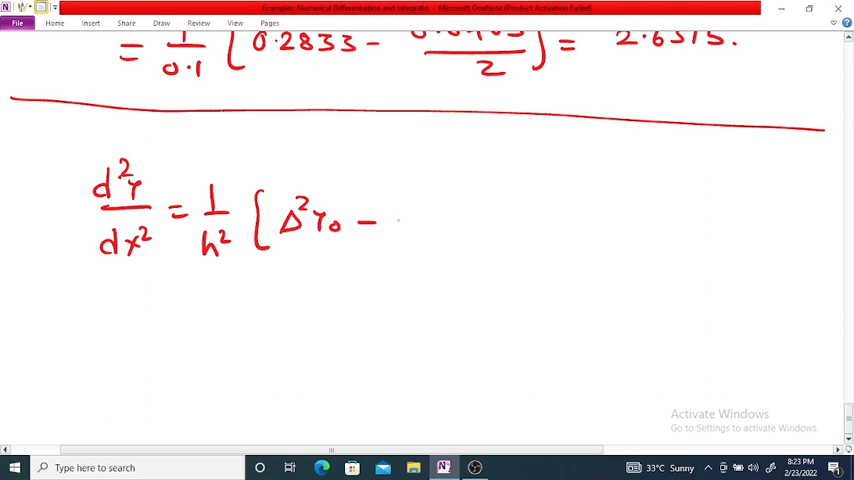 Examples: Numerical Differentiation and Integratio - Microsoft OneNote (Product Activation Failed)
File Home Insert Share Draw Review View Pages
= 1/0.1 [ 0.2833 - /2 ] = 2.6315.
d²Y/dx² = 1/h² [ Δ²Y₀ -
Activate Windows
Go to Settings to activate Windows.
Type here to search
33°C Sunny
8:23 PM
2/23/2022